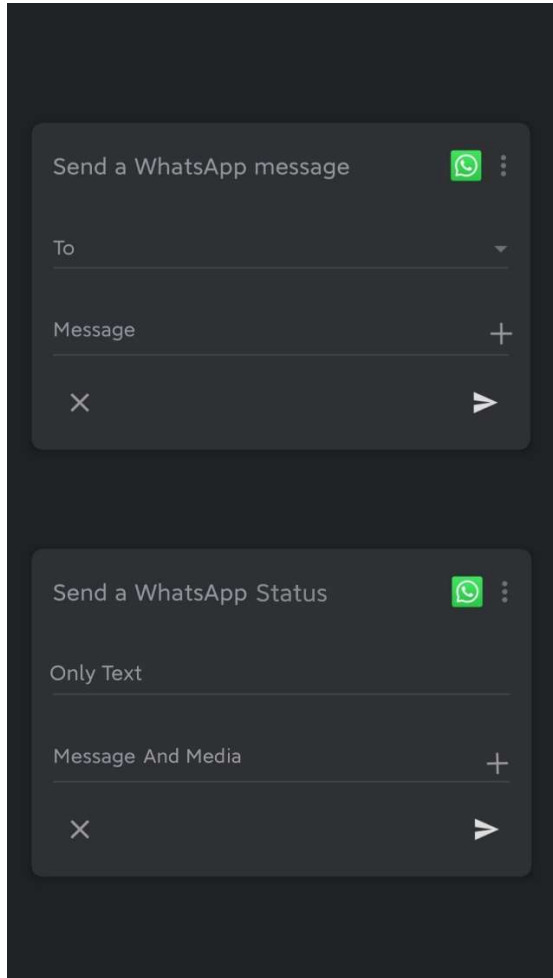 Send a WhatsApp message
To
Message
Send a WhatsApp Status
Only Text
Message And Media